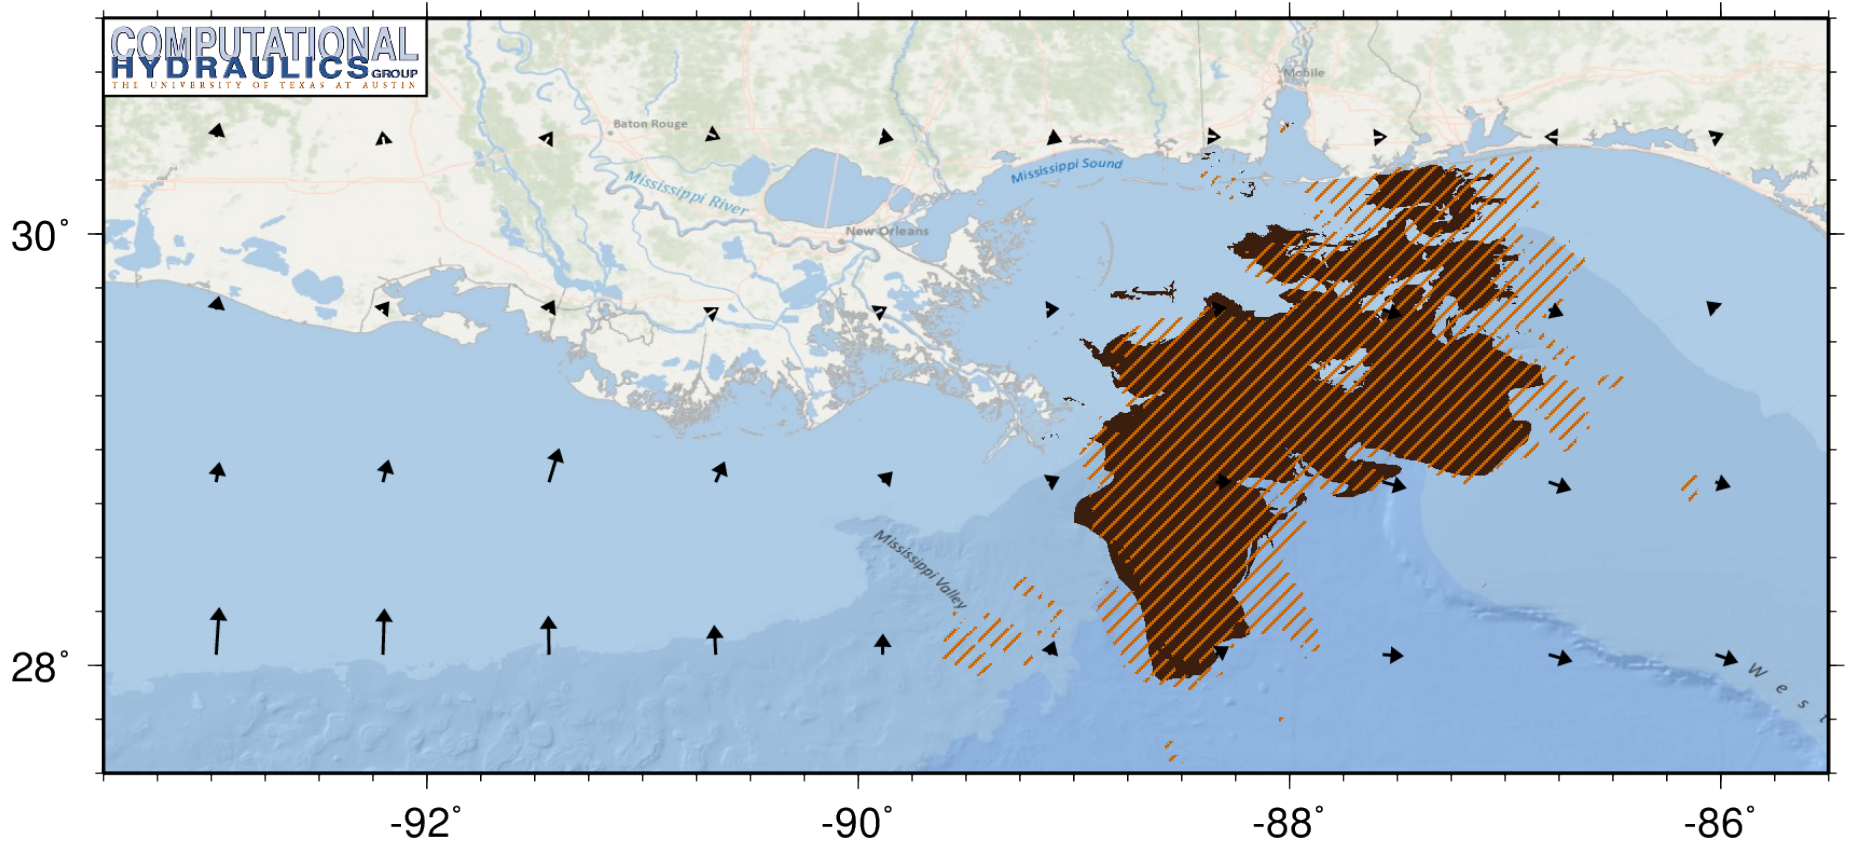 COMPUTATIONAL
HYDRAULICS GROUP
THE UNIVERSITY OF TEXAS AT AUSTIN
Mobile
Baton Rouge
Mississippi Sound
Mississippi River
New Orleans
30°
Mississippi Valley
28°
West
-92°
-90°
-88°
-86°